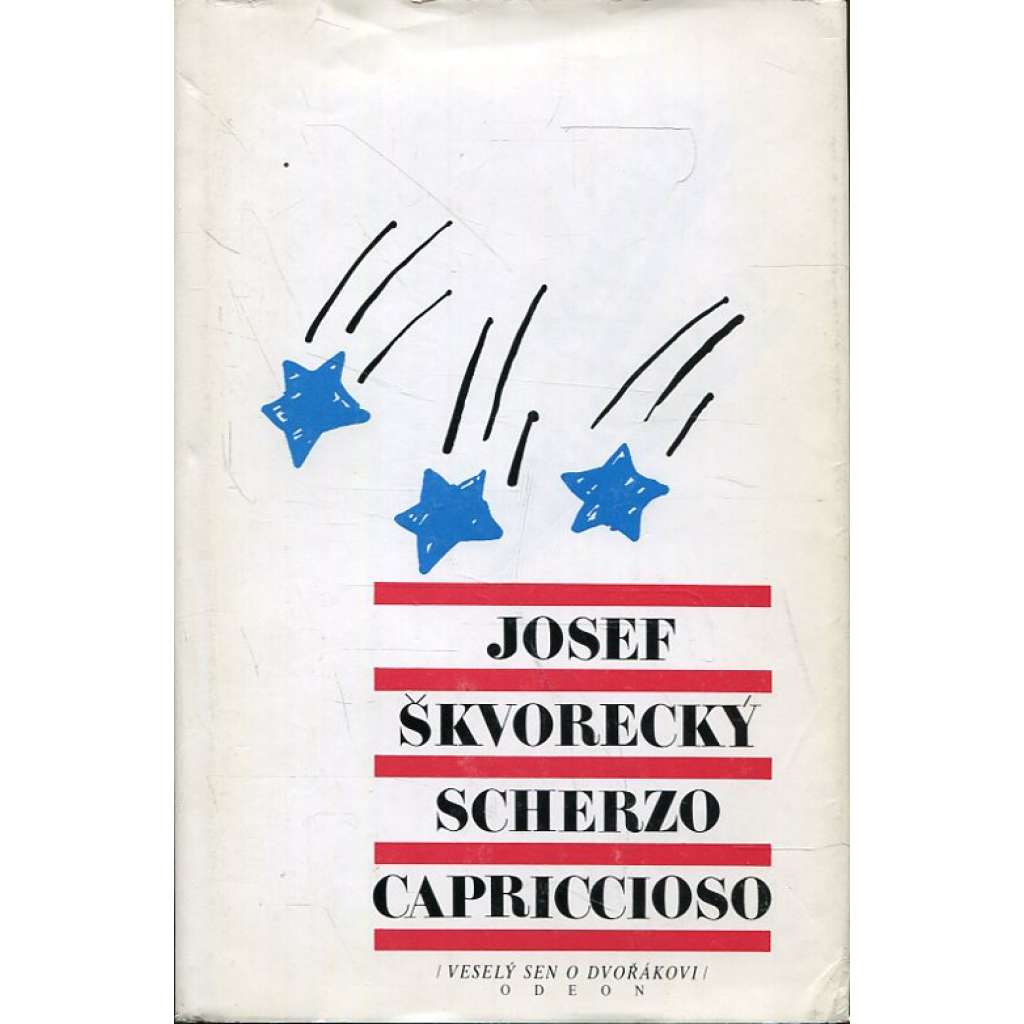 JOSEF
ŠKVORECKÝ
SCHERZO
CAPRICCIOSO
/ VESELÝ SEN O DVOŘÁKOVI /
ODEON